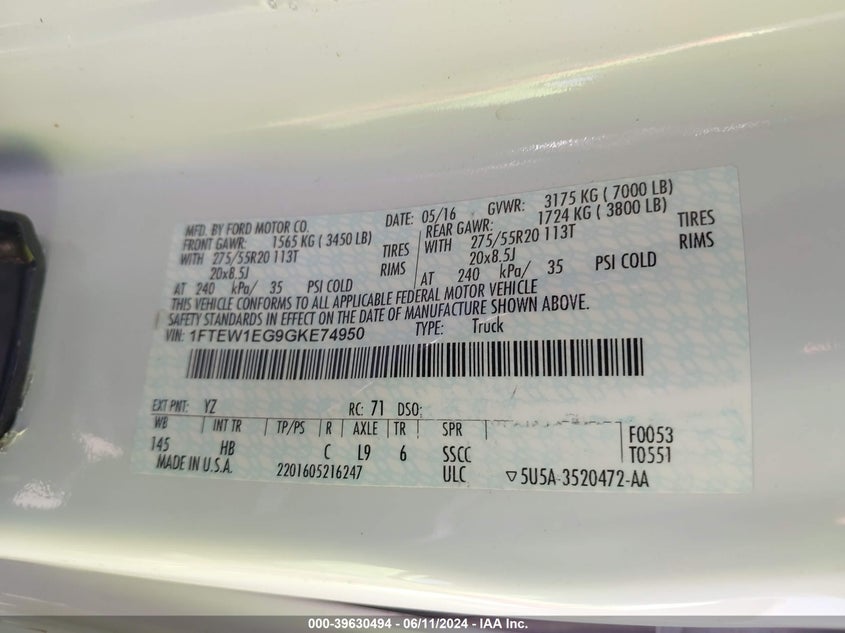 MFD. BY FORD MOTOR CO. DATE: 05/16 GVWR: 3175 KG ( 7000 LB)
FRONT GAWR: 1565 KG ( 3450 LB) REAR GAWR: 1724 KG ( 3800 LB)
WITH 275/55R20 113T TIRES WITH 275/55R20 113T TIRES
20x8.5J RIMS 20x8.5J RIMS
AT 240 kPa/ 35 PSI COLD AT 240 kPa/ 35 PSI COLD
THIS VEHICLE CONFORMS TO ALL APPLICABLE FEDERAL MOTOR VEHICLE
SAFETY STANDARDS IN EFFECT ON THE DATE OF MANUFACTURE SHOWN ABOVE.
VIN: 1FTEW1EG9GKE74950 TYPE: Truck
EXT PNT: YZ RC: 71 DSO:
WB INT TR TP/PS R AXLE TR SPR
145 HB C L9 6 SSCC F0053
T0551
MADE IN U.S.A. 2201605216247 ULC ▽5U5A-3520472-AA
000-39630494 - 06/11/2024 - IAA Inc.